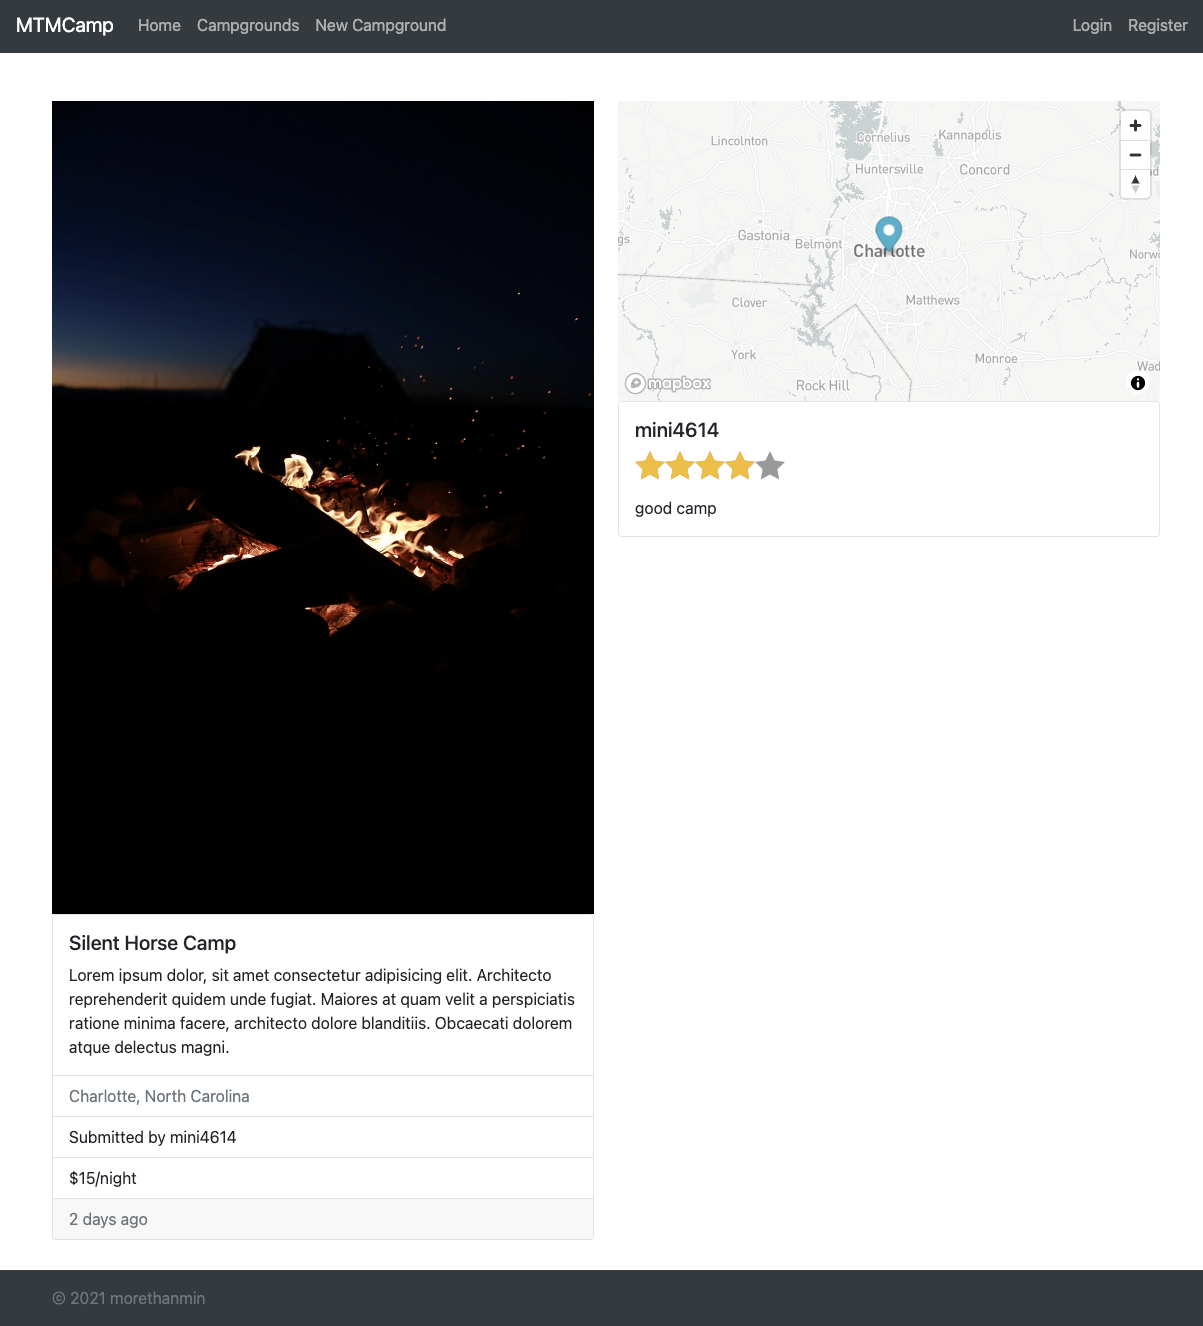 MTMCamp Home Campgrounds New Campground Login Register
Lincolnton
Cornelius
Kannapolis
Huntersville
Concord
Gastonia
Belmont
Charlotte
Clover
Matthews
York
Monroe
Rock Hill
mapbox
mini4614
good camp
Silent Horse Camp
Lorem ipsum dolor, sit amet consectetur adipisicing elit. Architecto
reprehenderit quidem unde fugiat. Maiores at quam velit a perspiciatis
ratione minima facere, architecto dolore blanditiis. Obcaecati dolorem
atque delectus magni.
Charlotte, North Carolina
Submitted by mini4614
$15/night
2 days ago
© 2021 morethanmin